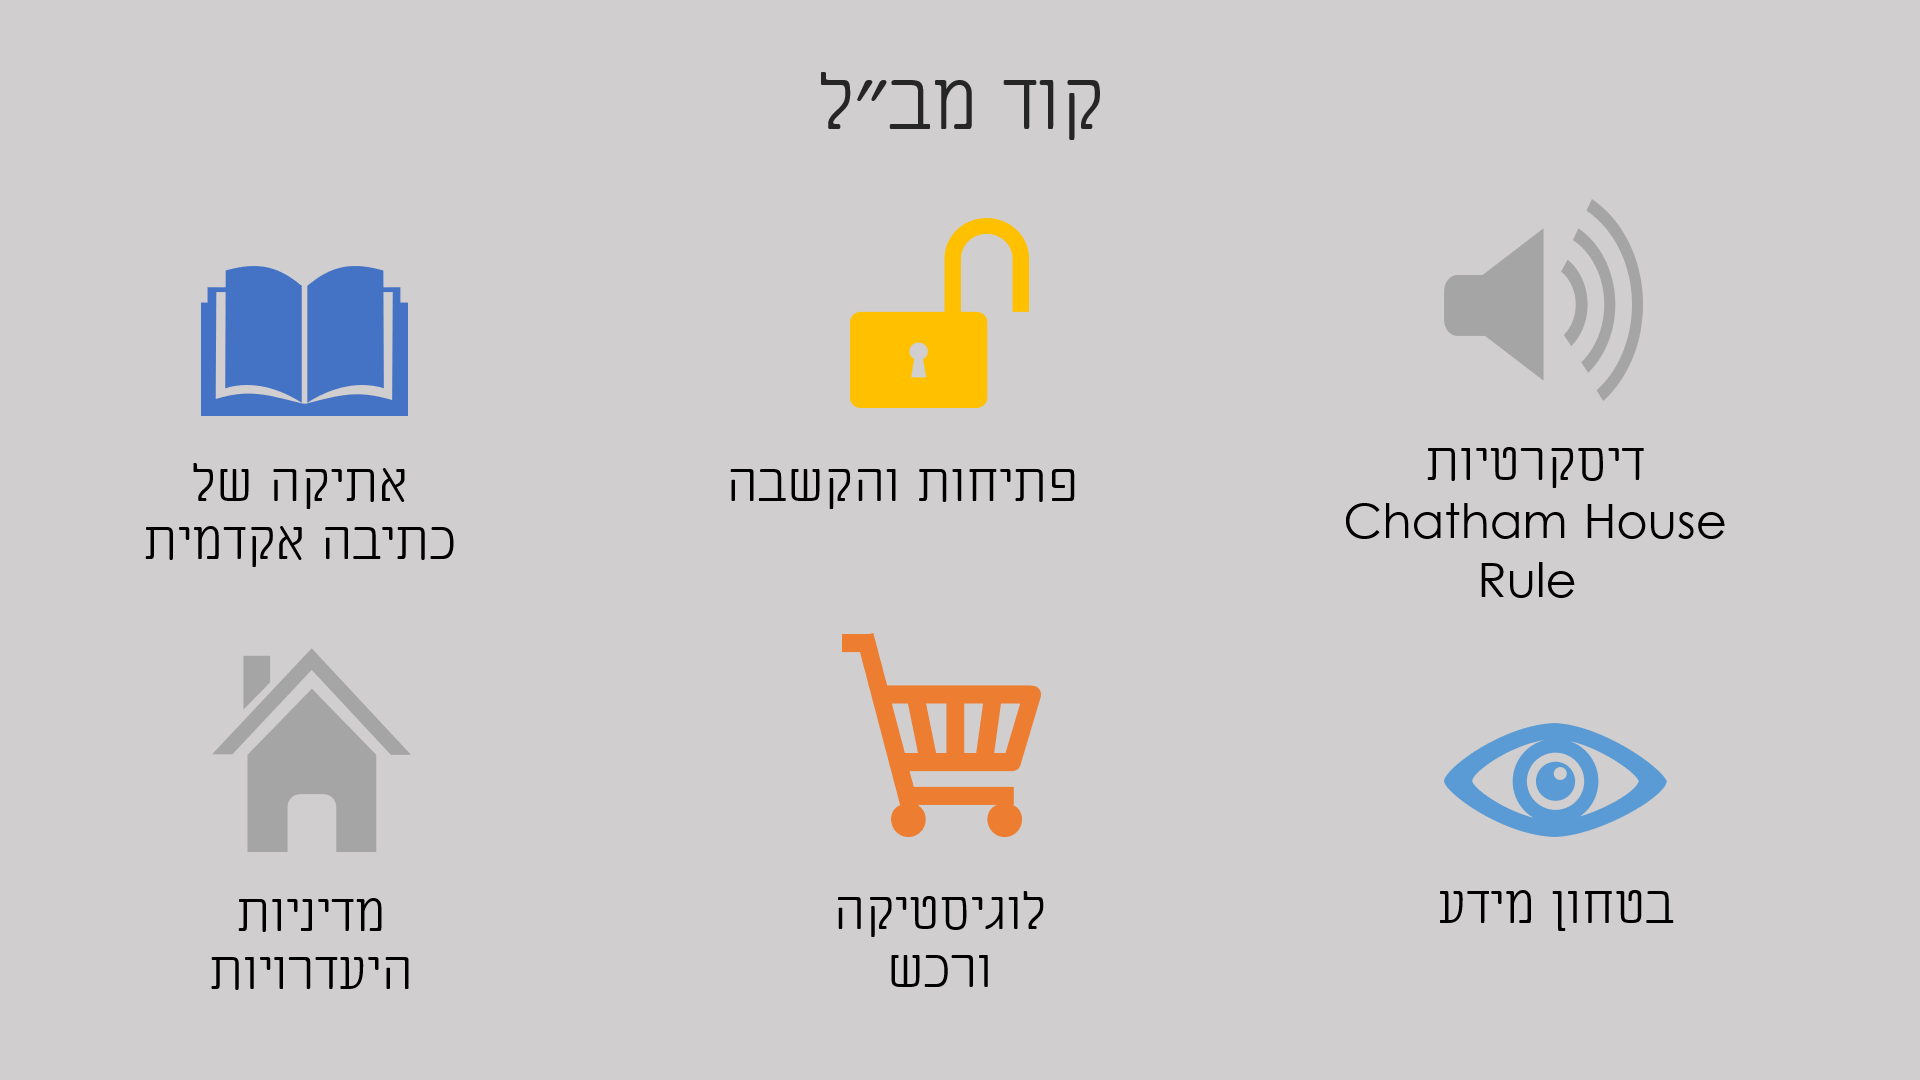 קוד מב״ל
דיסקרטיות
Chatham House
Rule
פתיחות והקשבה
אתיקה של
כתיבה אקדמית
בטחון מידע
לוגיסטיקה
ורכש
מדיניות
היעדרויות